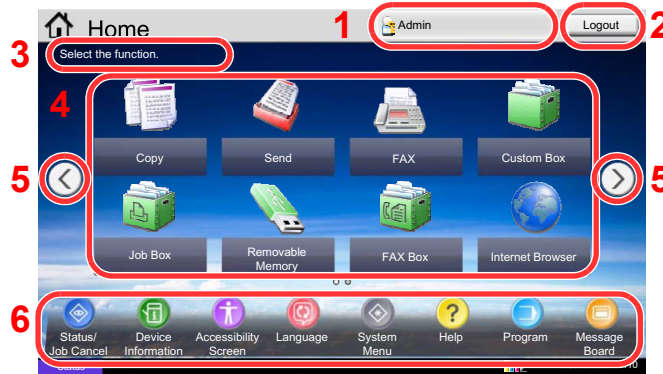 Home
1
Admin
Logout
2
3
Select the function.
4
Copy
Send
FAX
Custom Box
5
5
Job Box
Removable
Memory
FAX Box
Internet Browser
6
Status/
Job Cancel
Device
Information
Accessibility
Screen
Language
System
Menu
Help
Program
Message
Board
Status
10